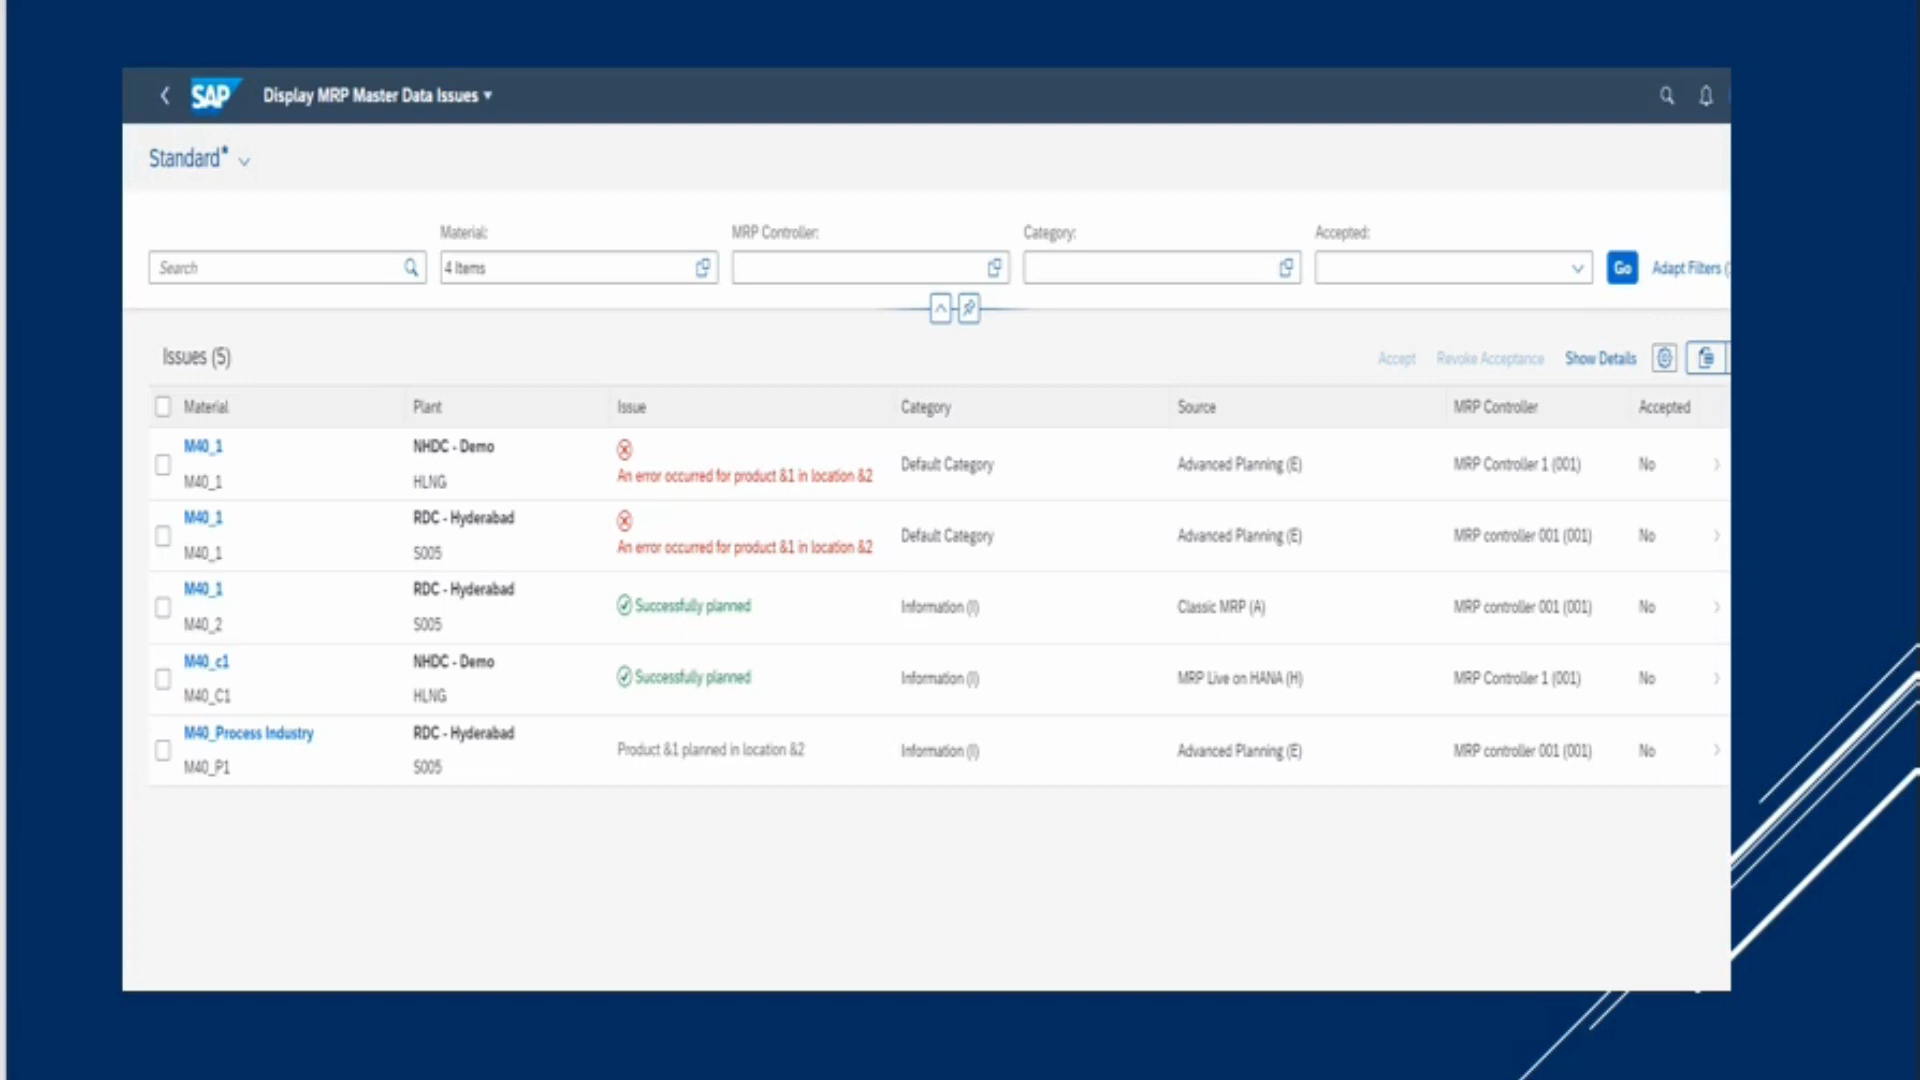 SAP Display MRP Master Data Issues
Standard*
Material: MRP Controller: Category: Accepted:
Search 4 Items Go Adapt Filters (
Issues (5) Accept Revoke Acceptance Show Details
Material Plant Issue Category Source MRP Controller Accepted
M40_1 NHDC - Demo
An error occurred for product &1 in location &2 Default Category Advanced Planning (E) MRP Controller 1 (001) No
M40_1 HLNG
M40_1 RDC - Hyderabad
An error occurred for product &1 in location &2 Default Category Advanced Planning (E) MRP controller 001 (001) No
M40_1 S005
M40_1 RDC - Hyderabad
Successfully planned Information (I) Classic MRP (A) MRP controller 001 (001) No
M40_2 S005
M40_c1 NHDC - Demo
Successfully planned Information (I) MRP Live on HANA (H) MRP Controller 1 (001) No
M40_C1 HLNG
M40_Process Industry RDC - Hyderabad
Product &1 planned in location &2 Information (I) Advanced Planning (E) MRP controller 001 (001) No
M40_P1 S005